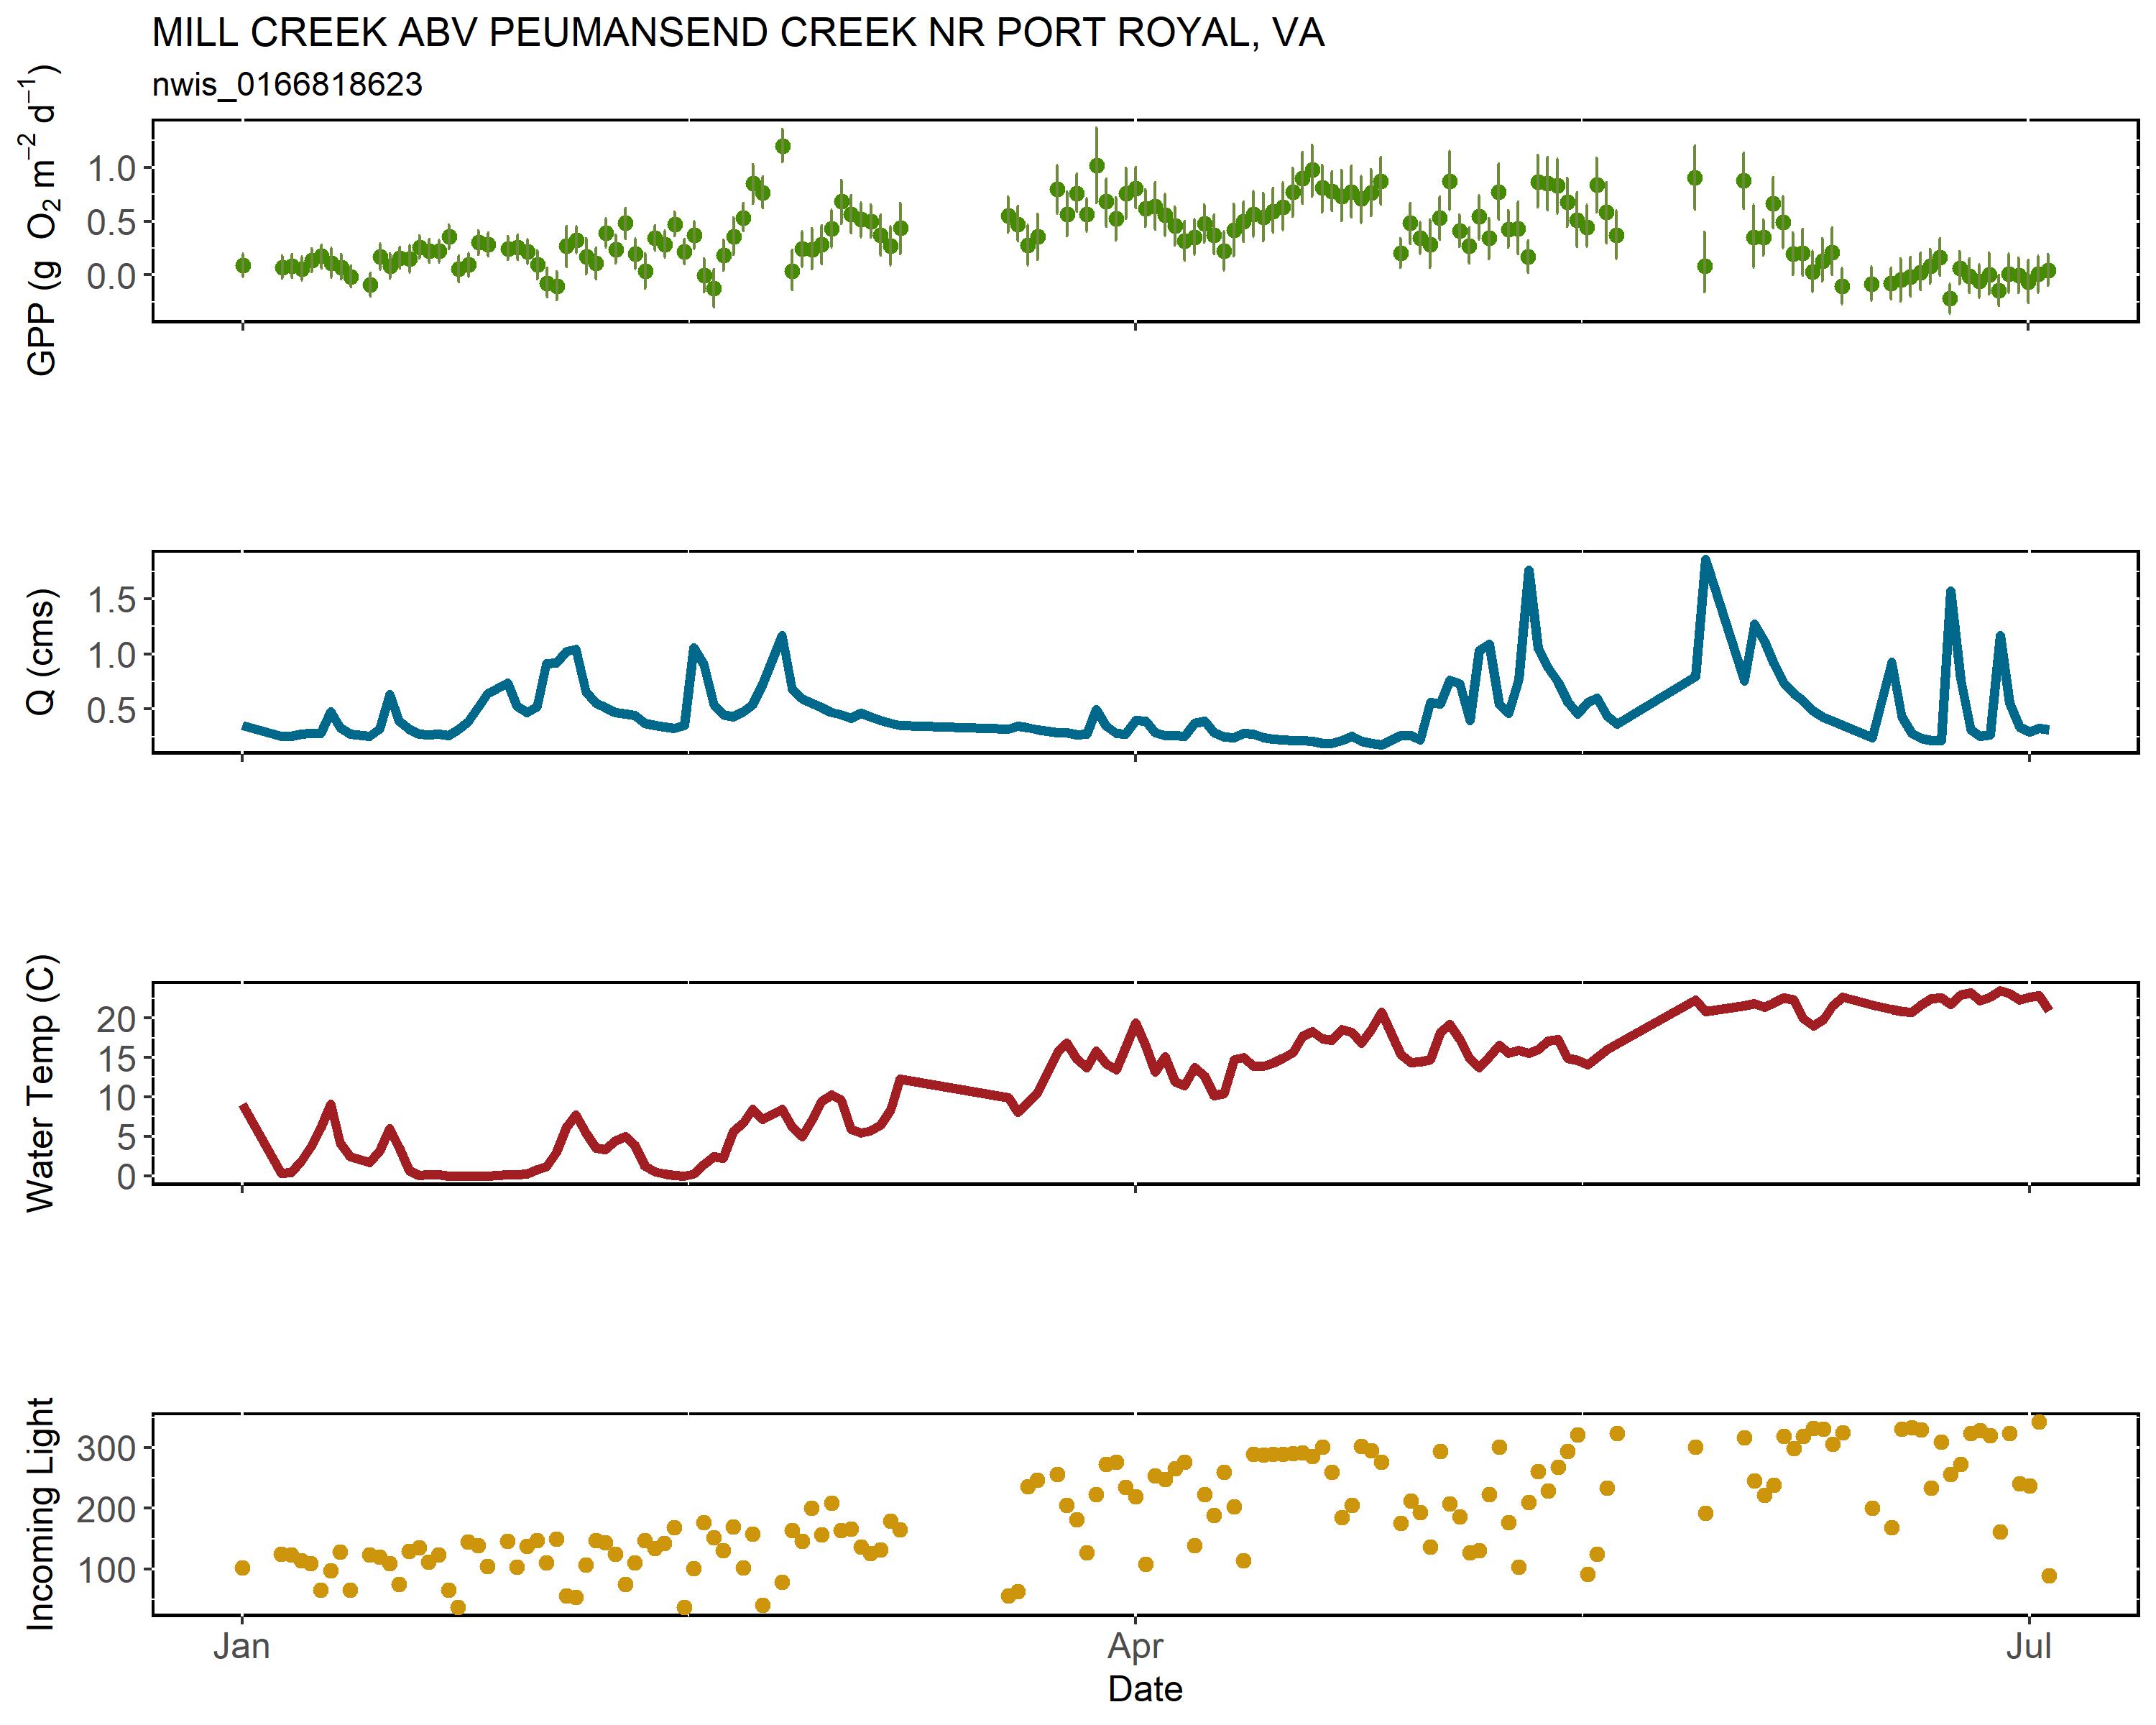 MILL CREEK ABV PEUMANSEND CREEK NR PORT ROYAL, VA
nwis_0166818623
GPP (g O₂ m⁻² d⁻¹)
1.0
0.5
0.0
Q (cms)
1.5
1.0
0.5
Water Temp (C)
20
15
10
5
0
Incoming Light
300
200
100
Jan Apr Jul
Date